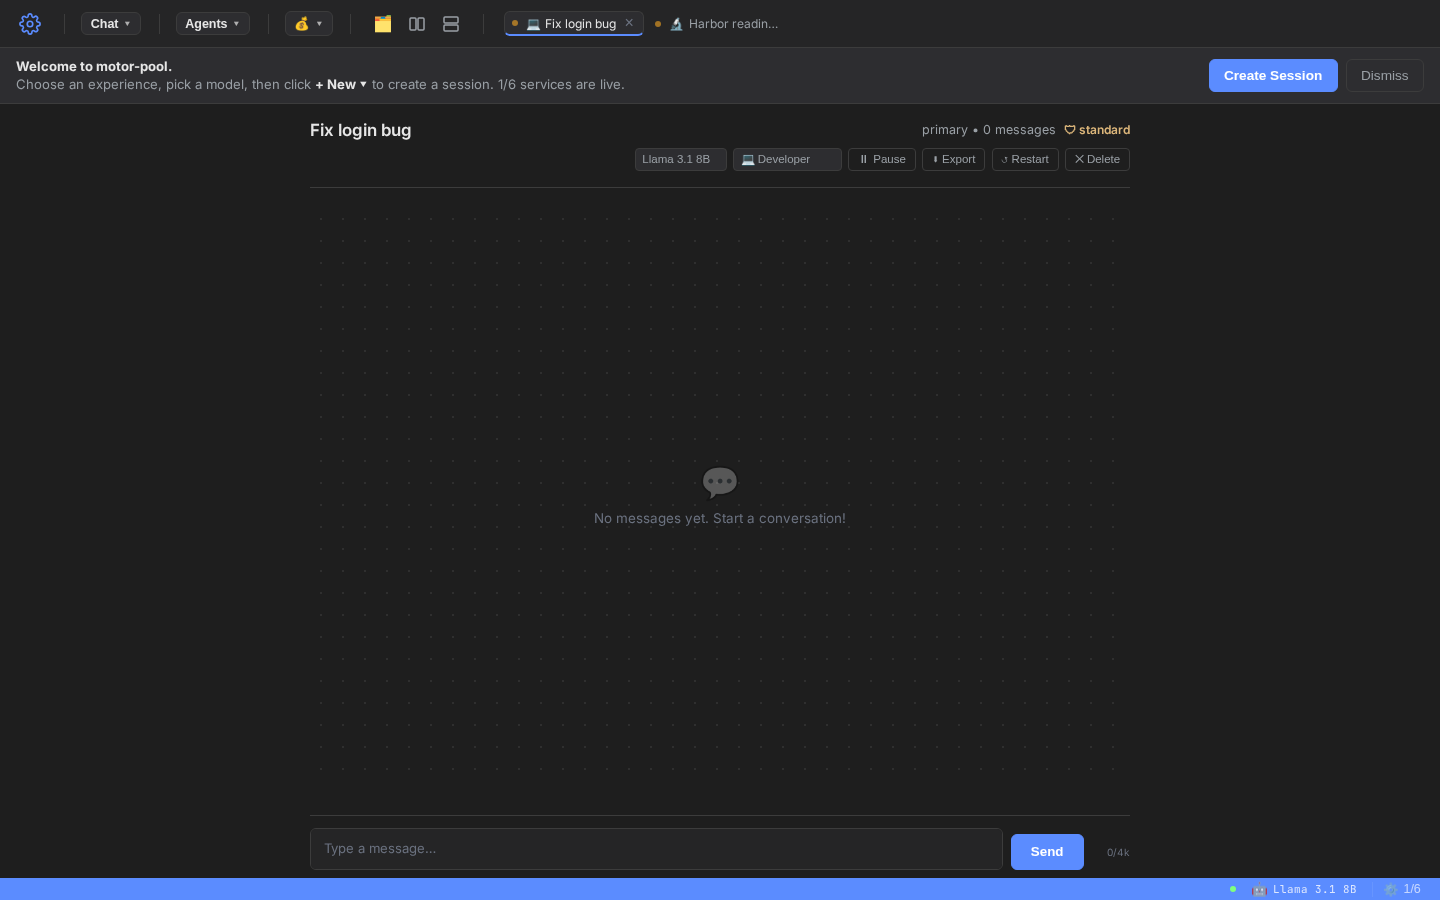 Chat ▾
Agents ▾
💰 ▾
💻 Fix login bug ×
🔬 Harbor readin...
Welcome to motor-pool.
Choose an experience, pick a model, then click + New ▾ to create a session. 1/6 services are live.
Create Session
Dismiss
Fix login bug
primary • 0 messages 🛡 standard
Llama 3.1 8B
💻 Developer
⏸ Pause
⬇ Export
↺ Restart
✕ Delete
No messages yet. Start a conversation!
Type a message...
Send
0/4k
🤖 Llama 3.1 8B
⚙️ 1/6